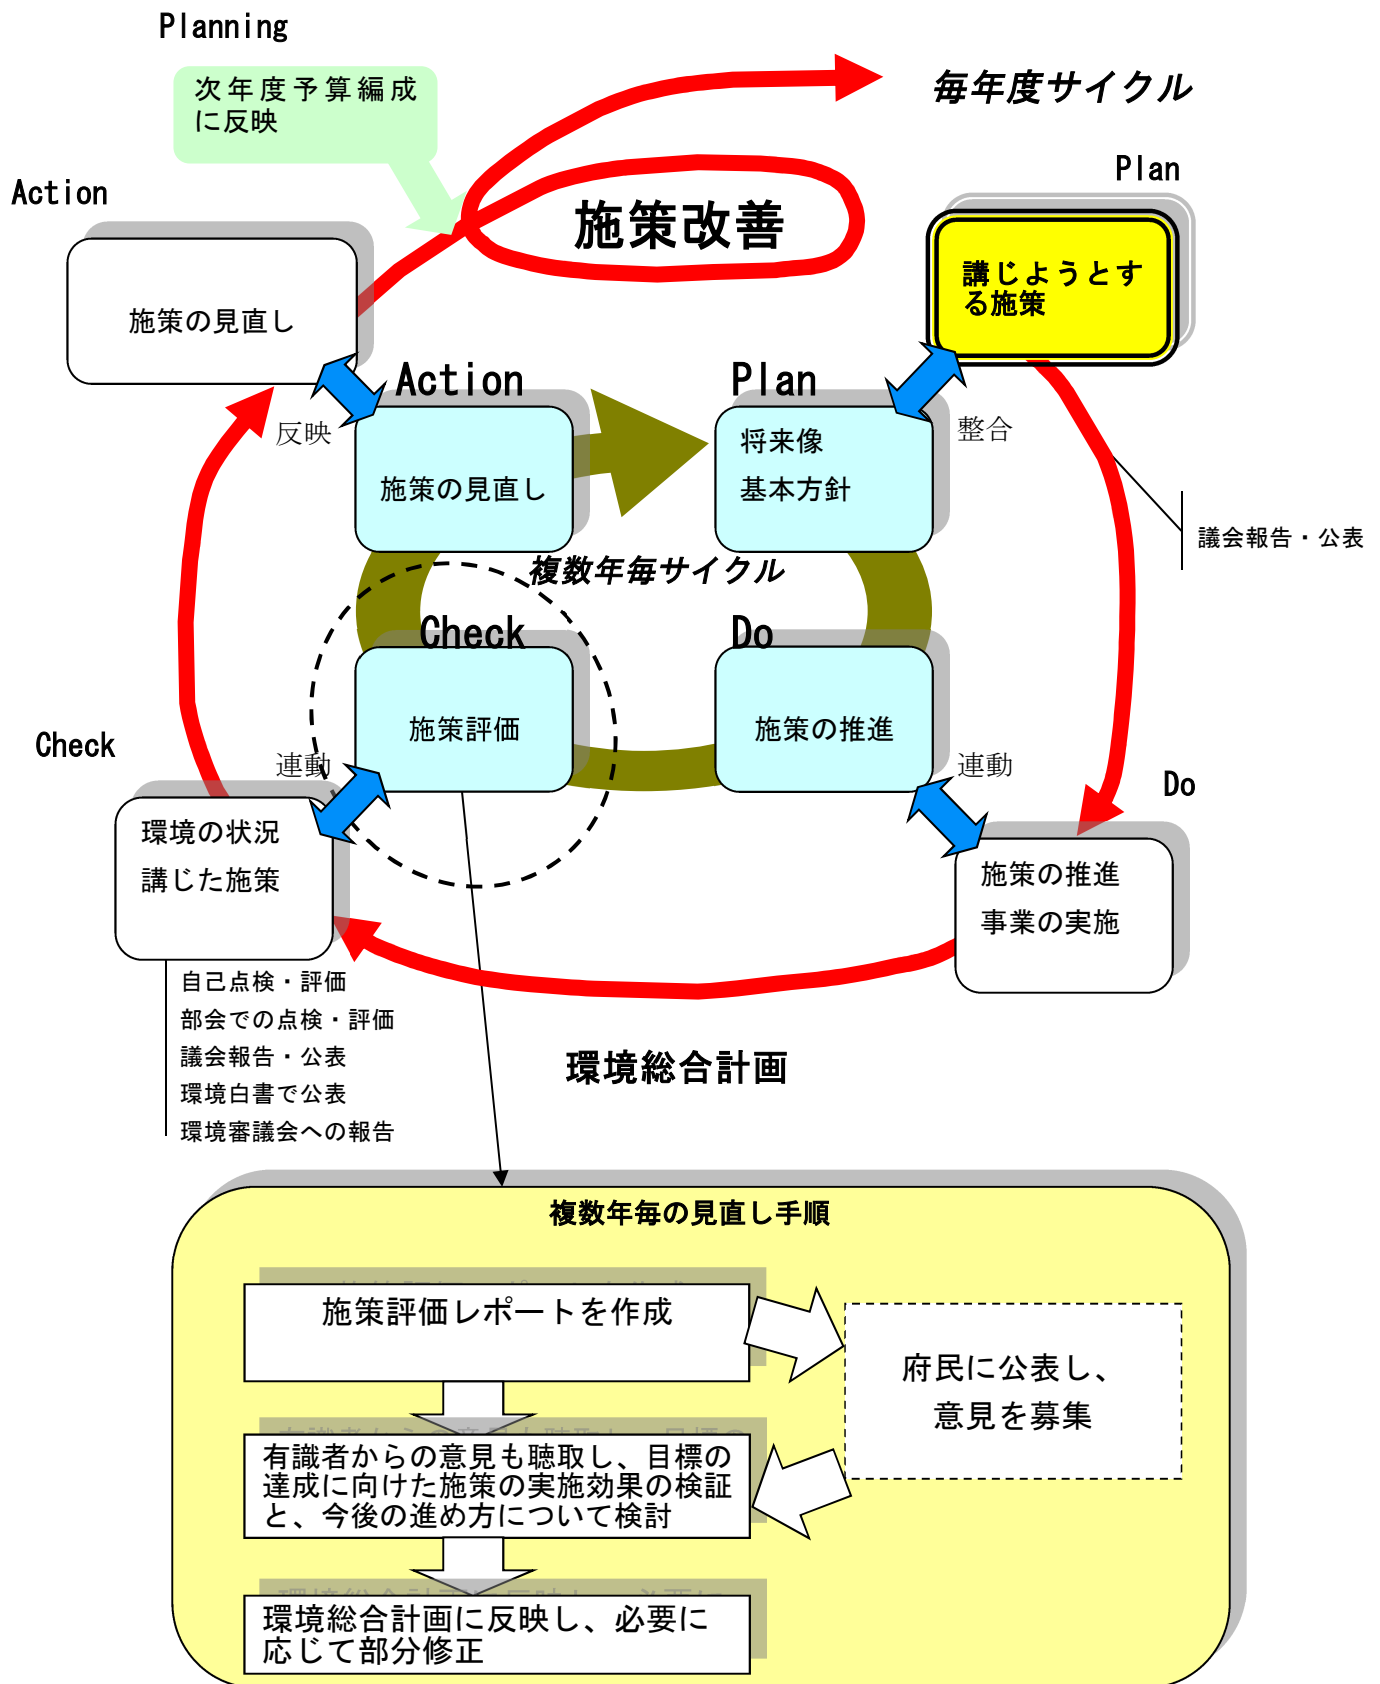 Planning
次年度予算編成
に反映
毎年度サイクル
Plan
Action
施策改善
講じようとす
る施策
施策の見直し
Action
Plan
反映
整合
将来像
基本方針
施策の見直し
議会報告・公表
複数年毎サイクル
Check
Do
施策評価
施策の推進
Check
連動
連動
Do
環境の状況
講じた施策
施策の推進
事業の実施
自己点検・評価
部会での点検・評価
議会報告・公表
環境白書で公表
環境審議会への報告
環境総合計画
複数年毎の見直し手順
施策評価レポートを作成
府民に公表し、
意見を募集
有識者からの意見も聴取し、目標の
達成に向けた施策の実施効果の検証
と、今後の進め方について検討
環境総合計画に反映し、必要に
応じて部分修正